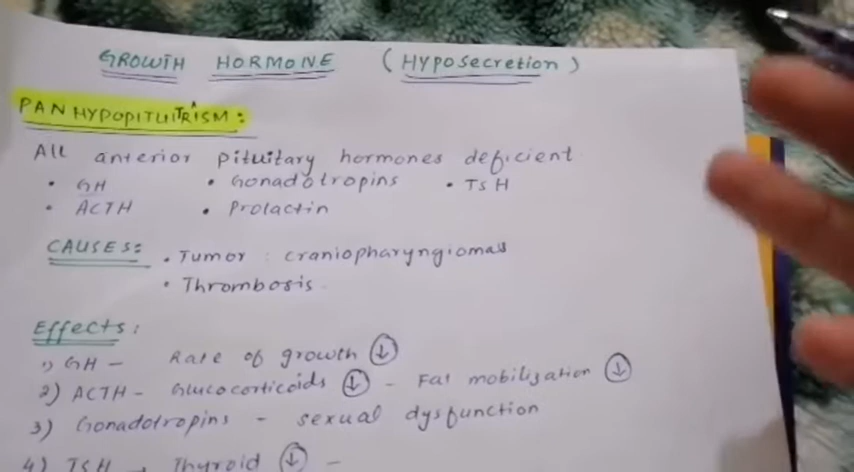 GROWTH HORMONE (HYPOSECRETION)
PANHYPOPITUITRISM:
All anterior pituitary hormones deficient
• GH • Gonadotropins • TSH
• ACTH • Prolactin
CAUSES: • Tumor : craniopharyngiomas
• Thrombosis
Effects:
1) GH - Rate of growth ↓
2) ACTH - Glucocorticoids ↓ - Fat mobilization ↓
3) Gonadotropins - sexual dysfunction
4) TSH → Thyroid ↓ -